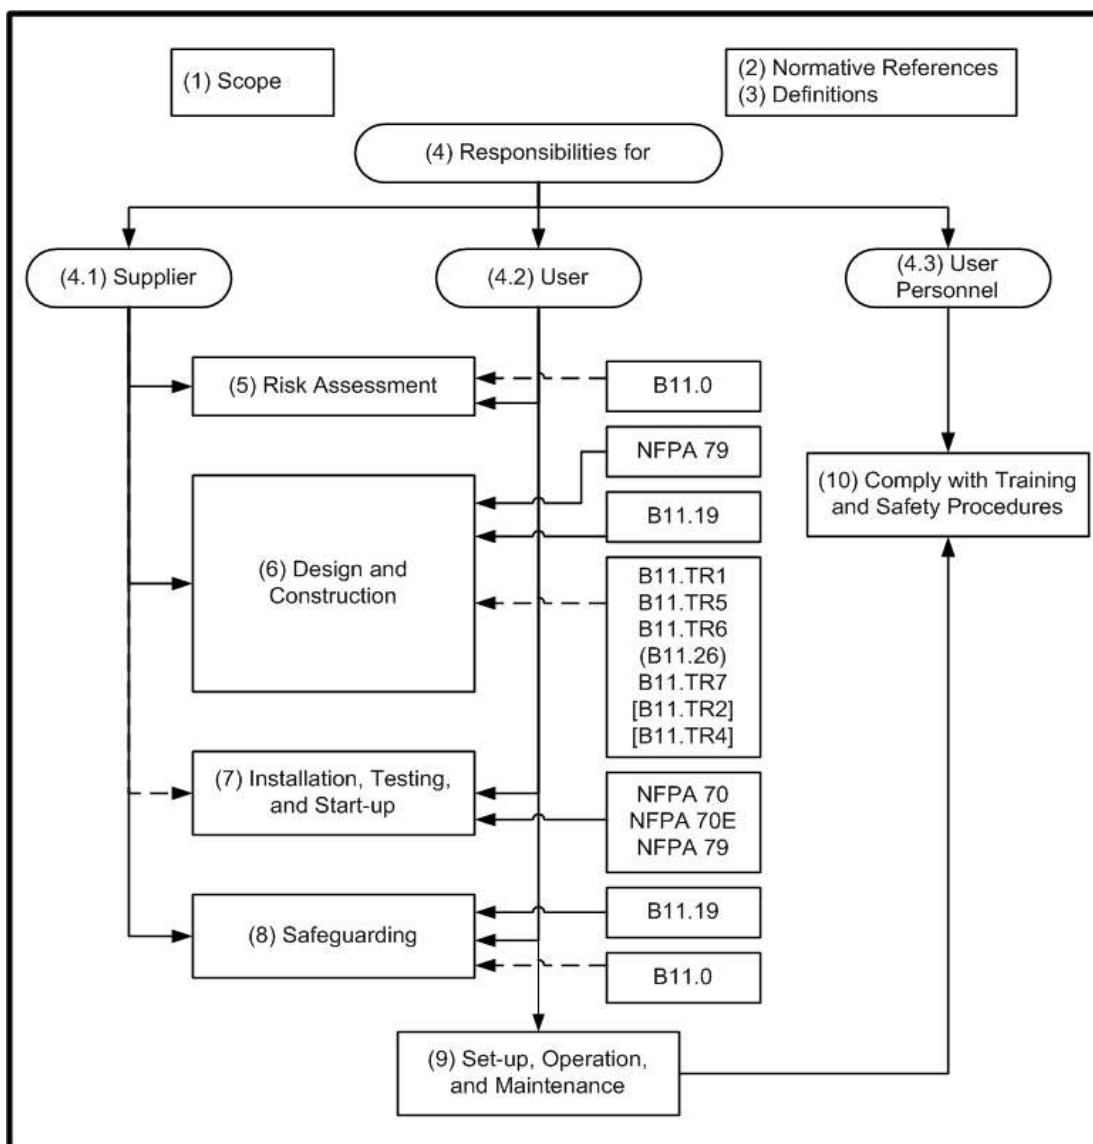 (1) Scope
(2) Normative References
(3) Definitions
(4) Responsibilities for
(4.1) Supplier
(4.2) User
(4.3) User
Personnel
(5) Risk Assessment
B11.0
NFPA 79
(10) Comply with Training
and Safety Procedures
B11.19
(6) Design and
Construction
B11.TR1
B11.TR5
B11.TR6
(B11.26)
B11.TR7
[B11.TR2]
[B11.TR4]
(7) Installation, Testing,
and Start-up
NFPA 70
NFPA 70E
NFPA 79
(8) Safeguarding
B11.19
B11.0
(9) Set-up, Operation,
and Maintenance